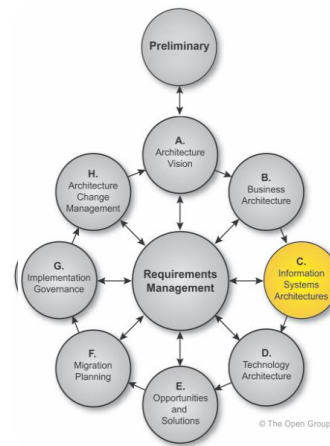 Preliminary
A.
Architecture
Vision
B.
Business
Architecture
C.
Information
Systems
Architectures
D.
Technology
Architecture
E.
Opportunities
and
Solutions
F.
Migration
Planning
G.
Implementation
Governance
H.
Architecture
Change
Management
Requirements
Management
© The Open Group